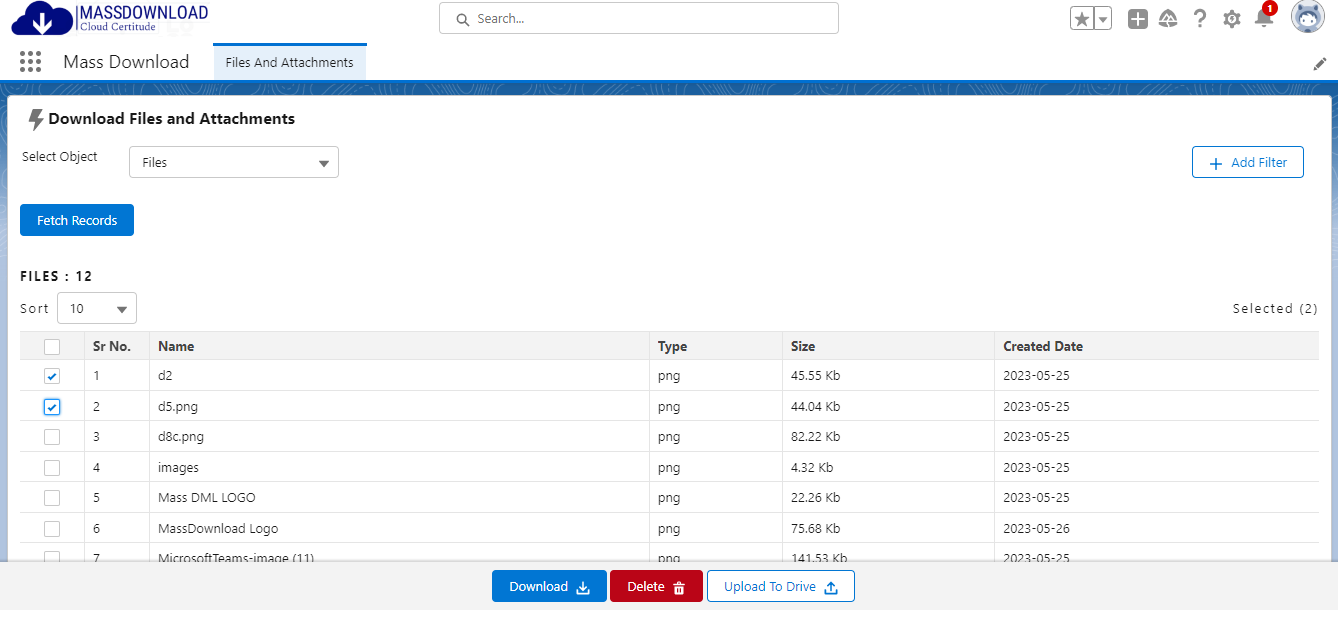 MASSDOWNLOAD
Cloud Certitude
Search...
1
Mass Download
Files And Attachments
Download Files and Attachments
Select Object
Files
Add Filter
Fetch Records
FILES : 12
Sort 10
Selected (2)
Sr No. Name Type Size Created Date
1 d2 png 45.55 Kb 2023-05-25
2 d5.png png 44.04 Kb 2023-05-25
3 d8c.png png 82.22 Kb 2023-05-25
4 images png 4.32 Kb 2023-05-25
5 Mass DML LOGO png 22.26 Kb 2023-05-25
6 MassDownload Logo png 75.68 Kb 2023-05-26
7 MicrosoftTeams-image (11) png 141.53 Kb 2023-05-25
Download Delete Upload To Drive